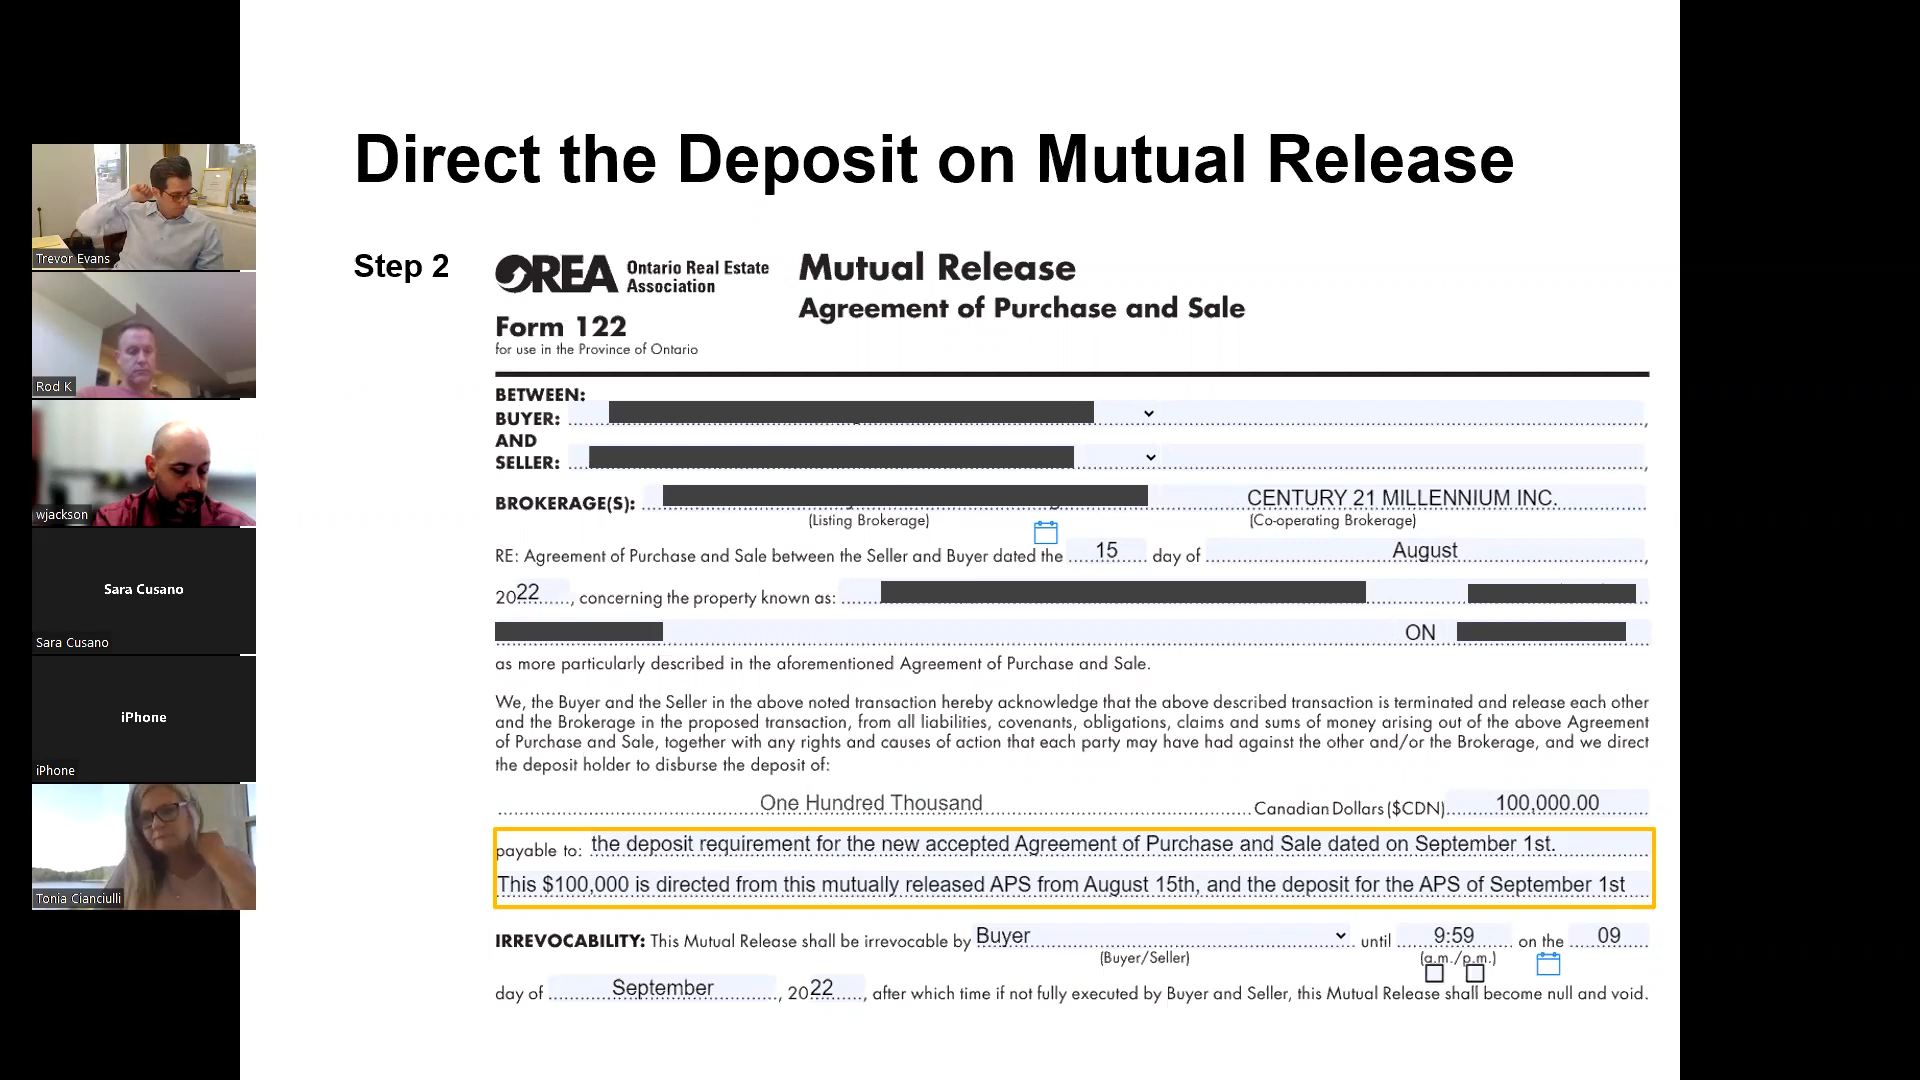 Direct the Deposit on Mutual Release
Step 2
OREA Ontario Real Estate
Association
Mutual Release
Agreement of Purchase and Sale
Form 122
for use in the Province of Ontario
BETWEEN:
BUYER:
AND
SELLER:
BROKERAGE(S): CENTURY 21 MILLENNIUM INC.
(Listing Brokerage) (Co-operating Brokerage)
RE: Agreement of Purchase and Sale between the Seller and Buyer dated the 15 day of August,
2022, concerning the property known as:
ON
as more particularly described in the aforementioned Agreement of Purchase and Sale.
We, the Buyer and the Seller in the above noted transaction hereby acknowledge that the above described transaction is terminated and release each other
and the Brokerage in the proposed transaction, from all liabilities, covenants, obligations, claims and sums of money arising out of the above Agreement
of Purchase and Sale, together with any rights and causes of action that each party may have had against the other and/or the Brokerage, and we direct
the deposit holder to disburse the deposit of:
One Hundred Thousand Canadian Dollars ($CDN) 100,000.00
payable to: the deposit requirement for the new accepted Agreement of Purchase and Sale dated on September 1st.
This $100,000 is directed from this mutually released APS from August 15th, and the deposit for the APS of September 1st
IRREVOCABILITY: This Mutual Release shall be irrevocable by Buyer until 9:59 on the 09
(Buyer/Seller) (a.m./p.m.)
day of September, 2022, after which time if not fully executed by Buyer and Seller, this Mutual Release shall become null and void.
Trevor Evans
Rod K
wjackson
Sara Cusano
Sara Cusano
iPhone
iPhone
Tonia Cianciulli